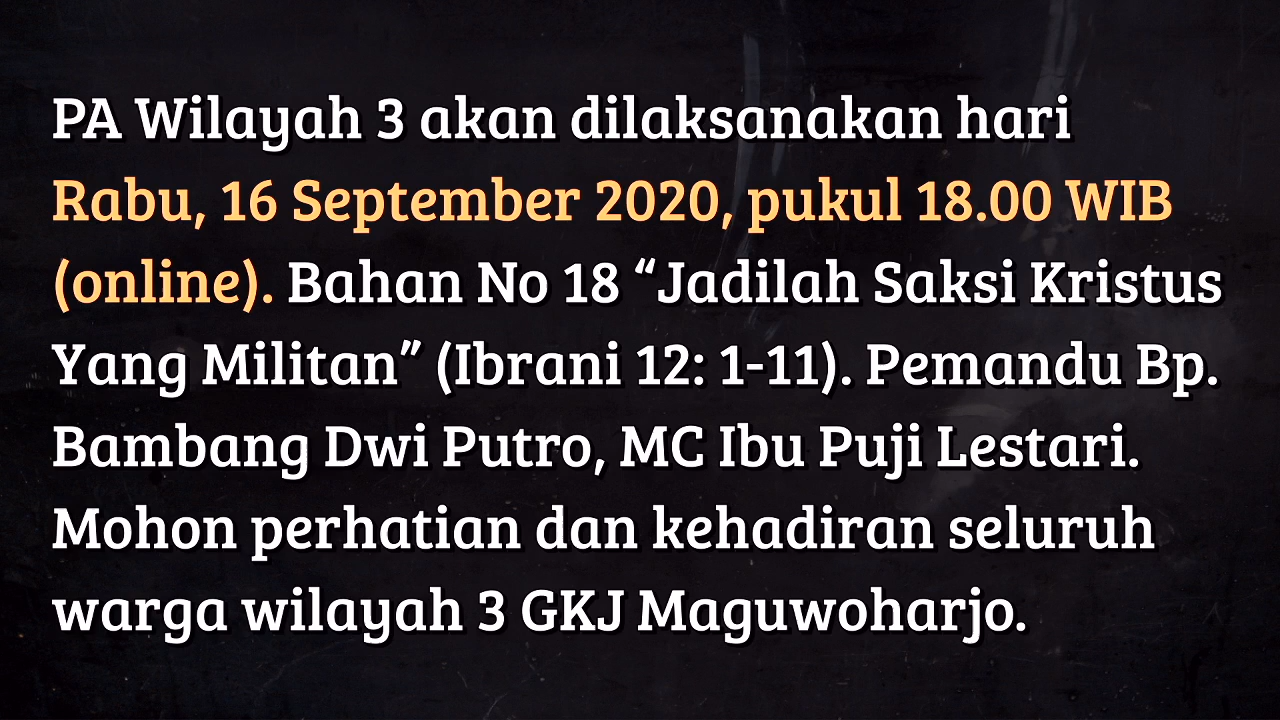 PA Wilayah 3 akan dilaksanakan hari
Rabu, 16 September 2020, pukul 18.00 WIB
(online). Bahan No 18 “Jadilah Saksi Kristus
Yang Militan” (Ibrani 12: 1-11). Pemandu Bp.
Bambang Dwi Putro, MC Ibu Puji Lestari.
Mohon perhatian dan kehadiran seluruh
warga wilayah 3 GKJ Maguwoharjo.